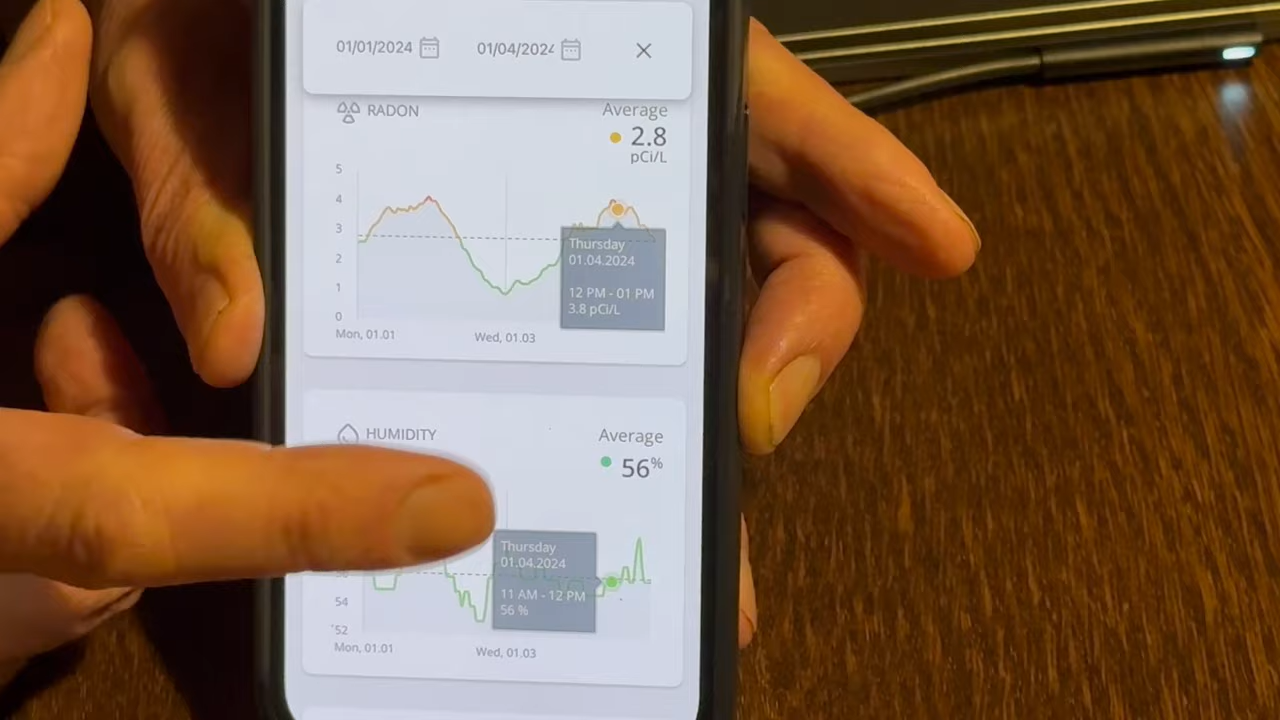 01/01/2024 01/04/2024
RADON Average
2.8
pCi/L
5
4
3
2
1
0
Thursday
01.04.2024
12 PM - 01 PM
3.8 pCi/L
Mon, 01.01 Wed, 01.03
HUMIDITY Average
56%
Thursday
01.04.2024
11 AM - 12 PM
56 %
54
52
Mon, 01.01 Wed, 01.03